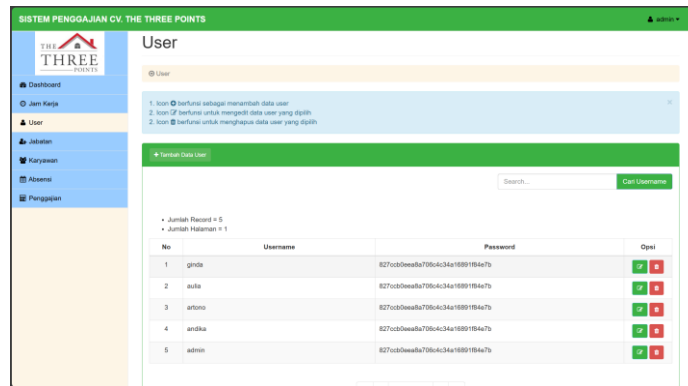 SISTEM PENGGAJIAN CV. THE THREE POINTS
admin
THE
THREE
POINTS
Dashboard
Jam Kerja
User
Jabatan
Karyawan
Absensi
Penggajian
User
User
1. Icon berfunsi sebagai menambah data user
2. Icon berfunsi untuk mengedit data user yang dipilih
2. Icon berfunsi untuk menghapus data user yang dipilih
×
+ Tambah Data User
Search...
Cari Username
• Jumlah Record = 5
• Jumlah Halaman = 1
No Username Password Opsi
1 ginda 827ccb0eea8a706c4c34a16891f84e7b
2 aulia 827ccb0eea8a706c4c34a16891f84e7b
3 artono 827ccb0eea8a706c4c34a16891f84e7b
4 andika 827ccb0eea8a706c4c34a16891f84e7b
5 admin 827ccb0eea8a706c4c34a16891f84e7b